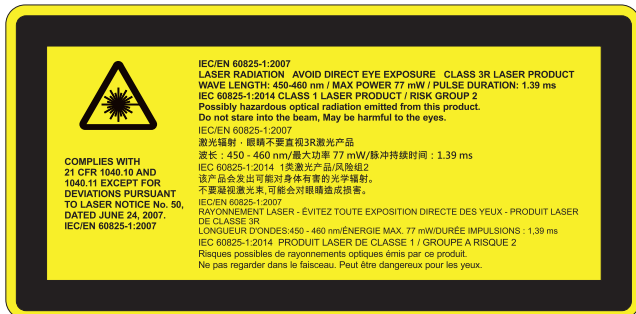 COMPLIES WITH
21 CFR 1040.10 AND
1040.11 EXCEPT FOR
DEVIATIONS PURSUANT
TO LASER NOTICE No. 50,
DATED JUNE 24, 2007.
IEC/EN 60825-1:2007
IEC/EN 60825-1:2007
LASER RADIATION AVOID DIRECT EYE EXPOSURE CLASS 3R LASER PRODUCT
WAVE LENGTH: 450-460 nm / MAX POWER 77 mW / PULSE DURATION: 1.39 ms
IEC 60825-1:2014 CLASS 1 LASER PRODUCT / RISK GROUP 2
Possibly hazardous optical radiation emitted from this product.
Do not stare into the beam, May be harmful to the eyes.
IEC/EN 60825-1:2007
激光辐射，眼睛不要直视3R激光产品
波长：450 - 460 nm/最大功率 77 mW/脉冲持续时间：1.39 ms
IEC 60825-1:2014 1类激光产品/风险组2
该产品会发出可能对身体有害的光学辐射。
不要凝视激光束,可能会对眼睛造成损害。
IEC/EN 60825-1:2007
RAYONNEMENT LASER - ÉVITEZ TOUTE EXPOSITION DIRECTE DES YEUX - PRODUIT LASER
DE CLASSE 3R
LONGUEUR D'ONDES:450 - 460 nm/ÉNERGIE MAX. 77 mW/DURÉE IMPULSIONS : 1,39 ms
IEC 60825-1:2014 PRODUIT LASER DE CLASSE 1 / GROUPE A RISQUE 2
Risques possibles de rayonnements optiques émis par ce produit.
Ne pas regarder dans le faisceau. Peut être dangereux pour les yeux.